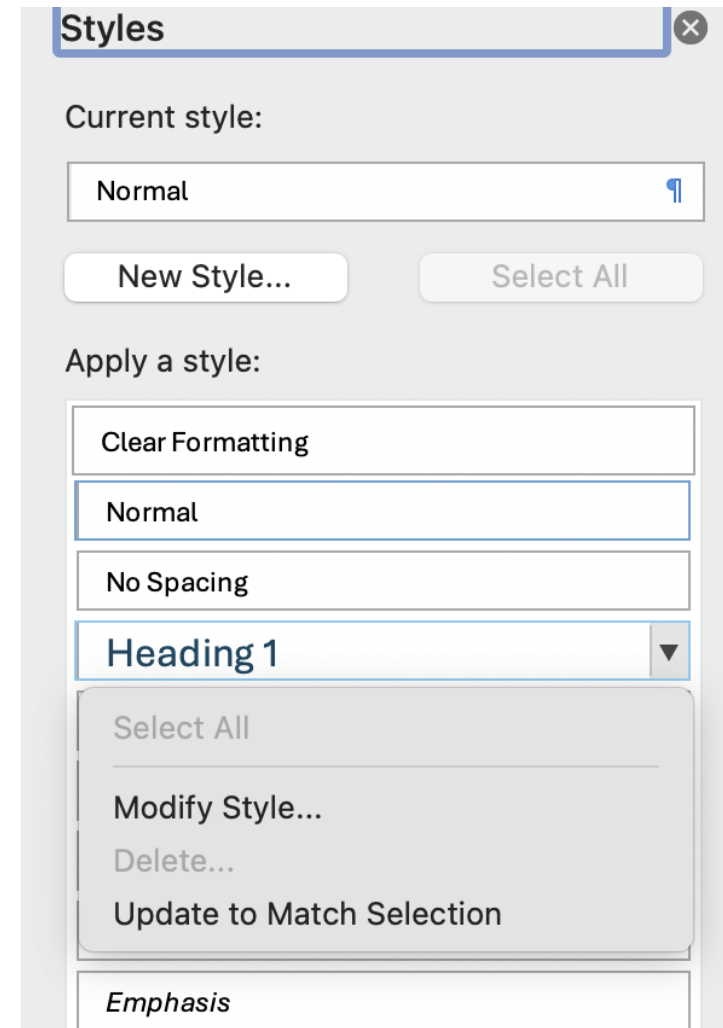 Styles
Current style:
Normal ¶
New Style... Select All
Apply a style:
Clear Formatting
Normal
No Spacing
Heading 1
Select All
Modify Style...
Delete...
Update to Match Selection
Emphasis